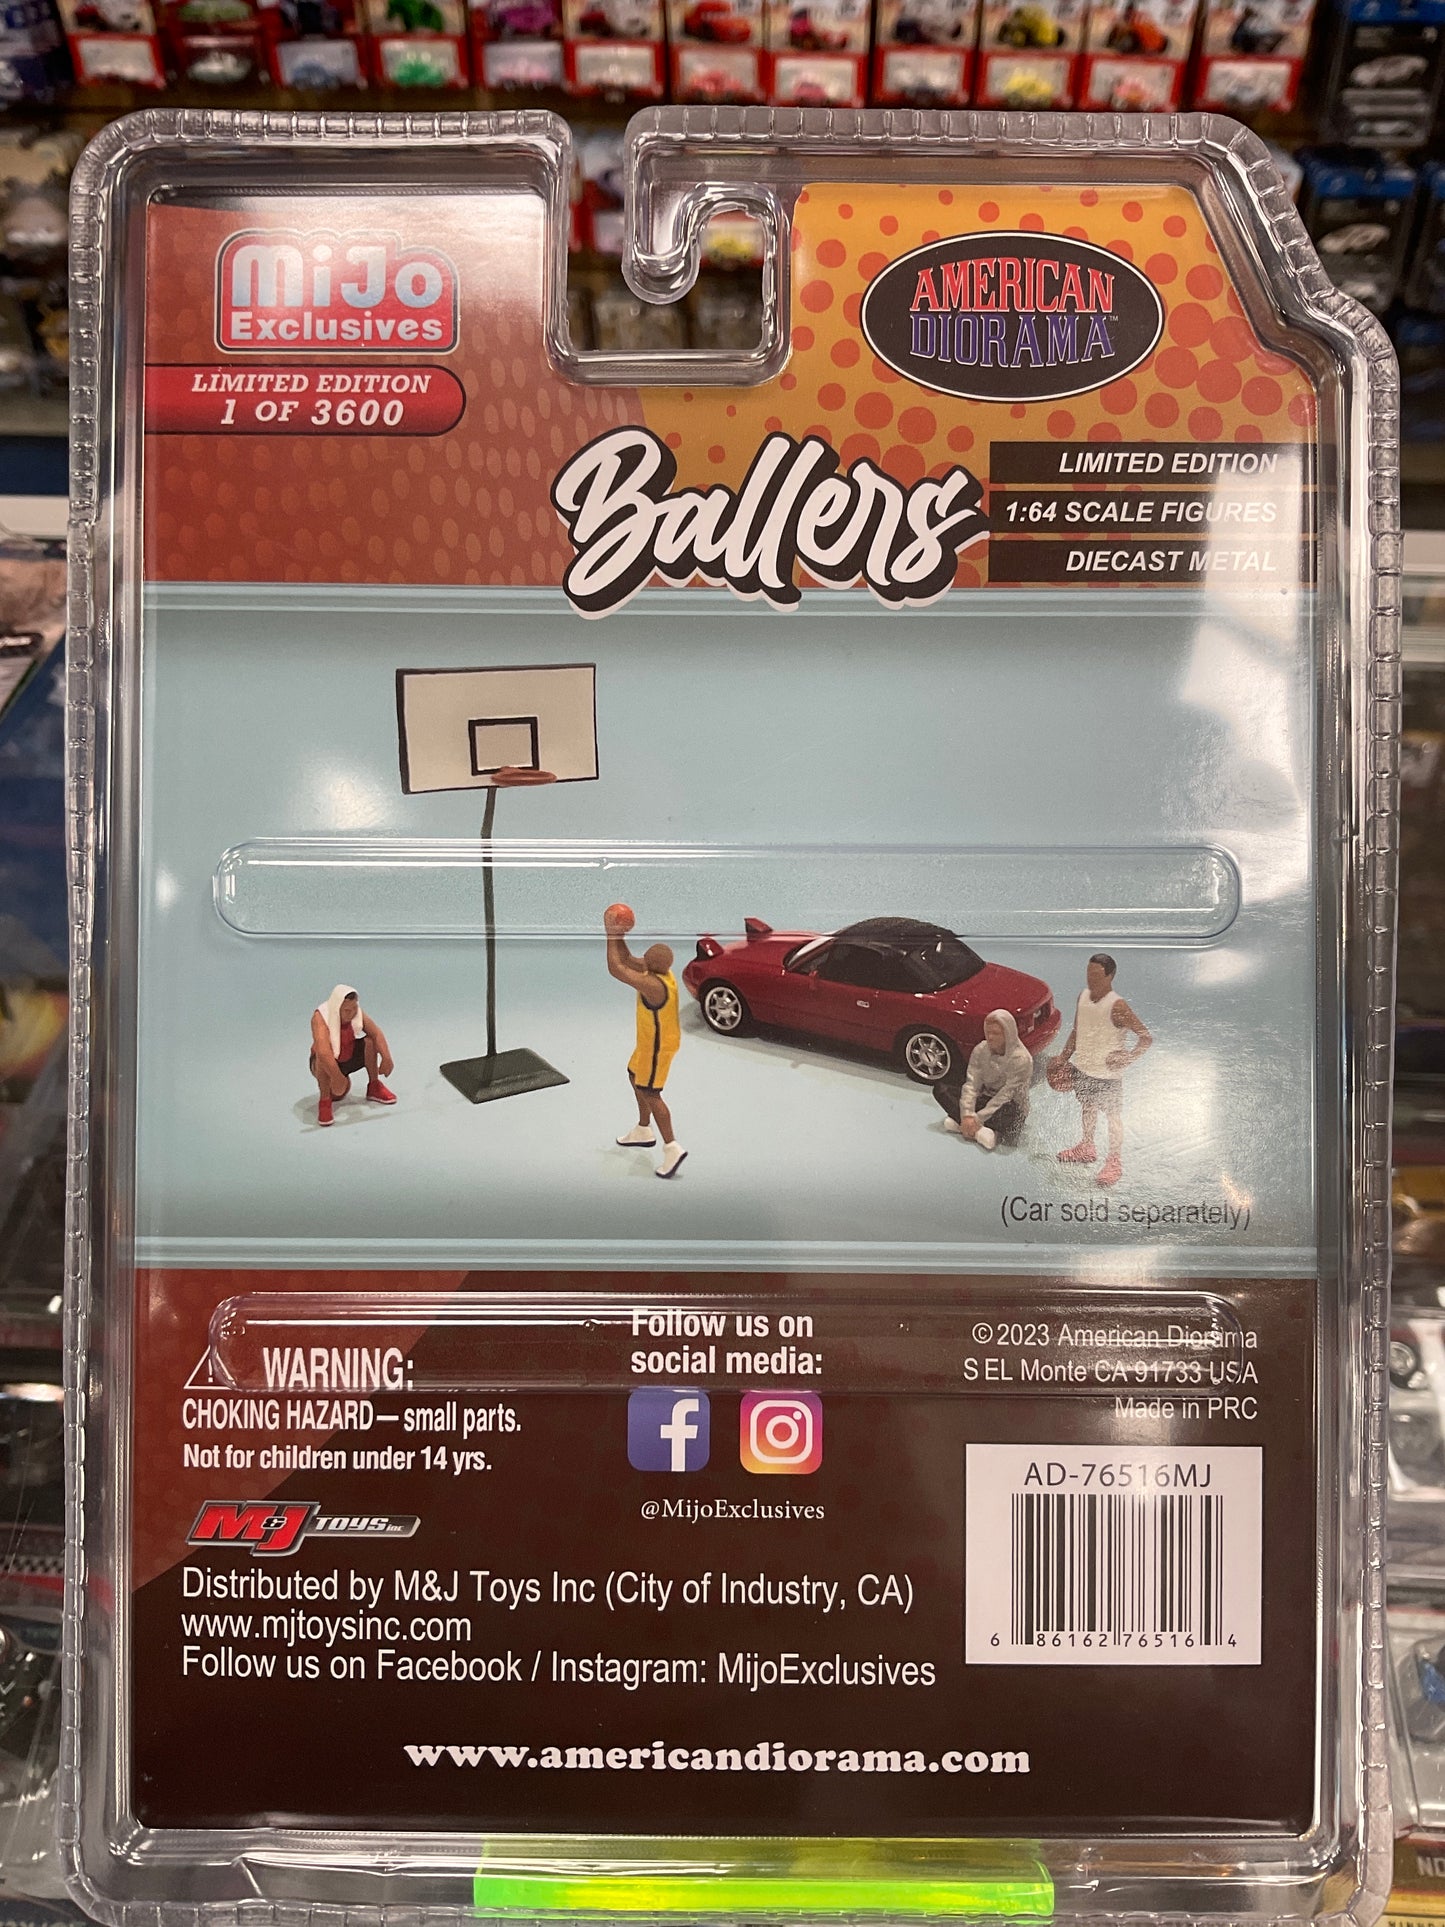 MiJo
Exclusives
LIMITED EDITION
1 OF 3600
AMERICAN
DIORAMA™
Ballers
LIMITED EDITION
1:64 SCALE FIGURES
DIECAST METAL
(Car sold separately)
WARNING:
CHOKING HAZARD — small parts.
Not for children under 14 yrs.
Follow us on
social media:
@MijoExclusives
© 2023 American Diorama
S EL Monte CA 91733 USA
Made in PRC
AD-76516MJ
6 86162 76516 4
M&J TOYS INC
Distributed by M&J Toys Inc (City of Industry, CA)
www.mjtoysinc.com
Follow us on Facebook / Instagram: MijoExclusives
www.americandiorama.com